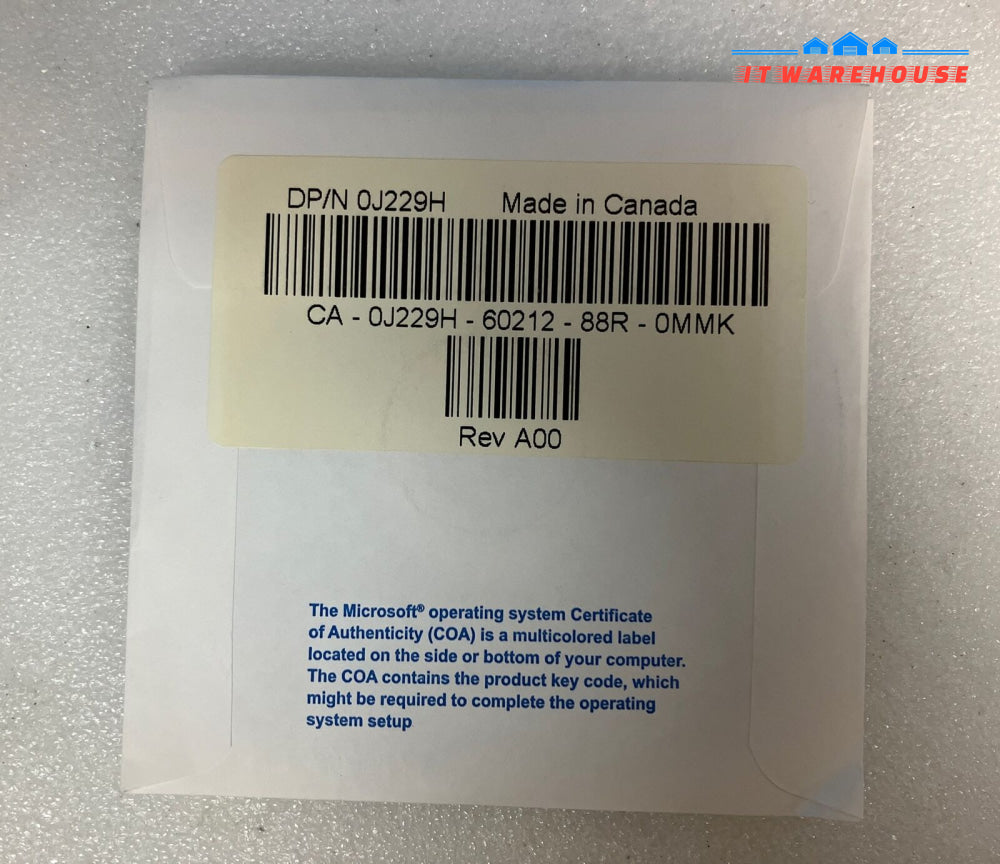 IT WAREHOUSE
DP/N 0J229H Made in Canada
CA - 0J229H - 60212 - 88R - 0MMK
Rev A00
The Microsoft® operating system Certificate
of Authenticity (COA) is a multicolored label
located on the side or bottom of your computer.
The COA contains the product key code, which
might be required to complete the operating
system setup